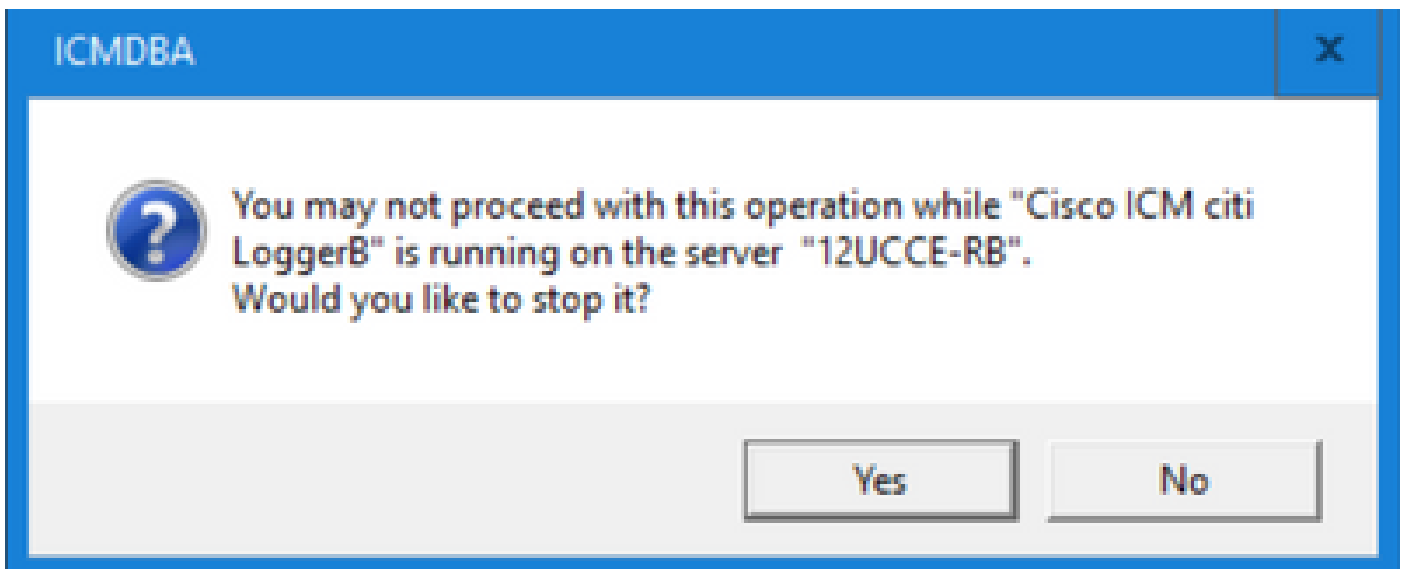 ICMDBA
x
You may not proceed with this operation while "Cisco ICM citi
LoggerB" is running on the server  "12UCCE-RB".
Would you like to stop it?
Yes
No